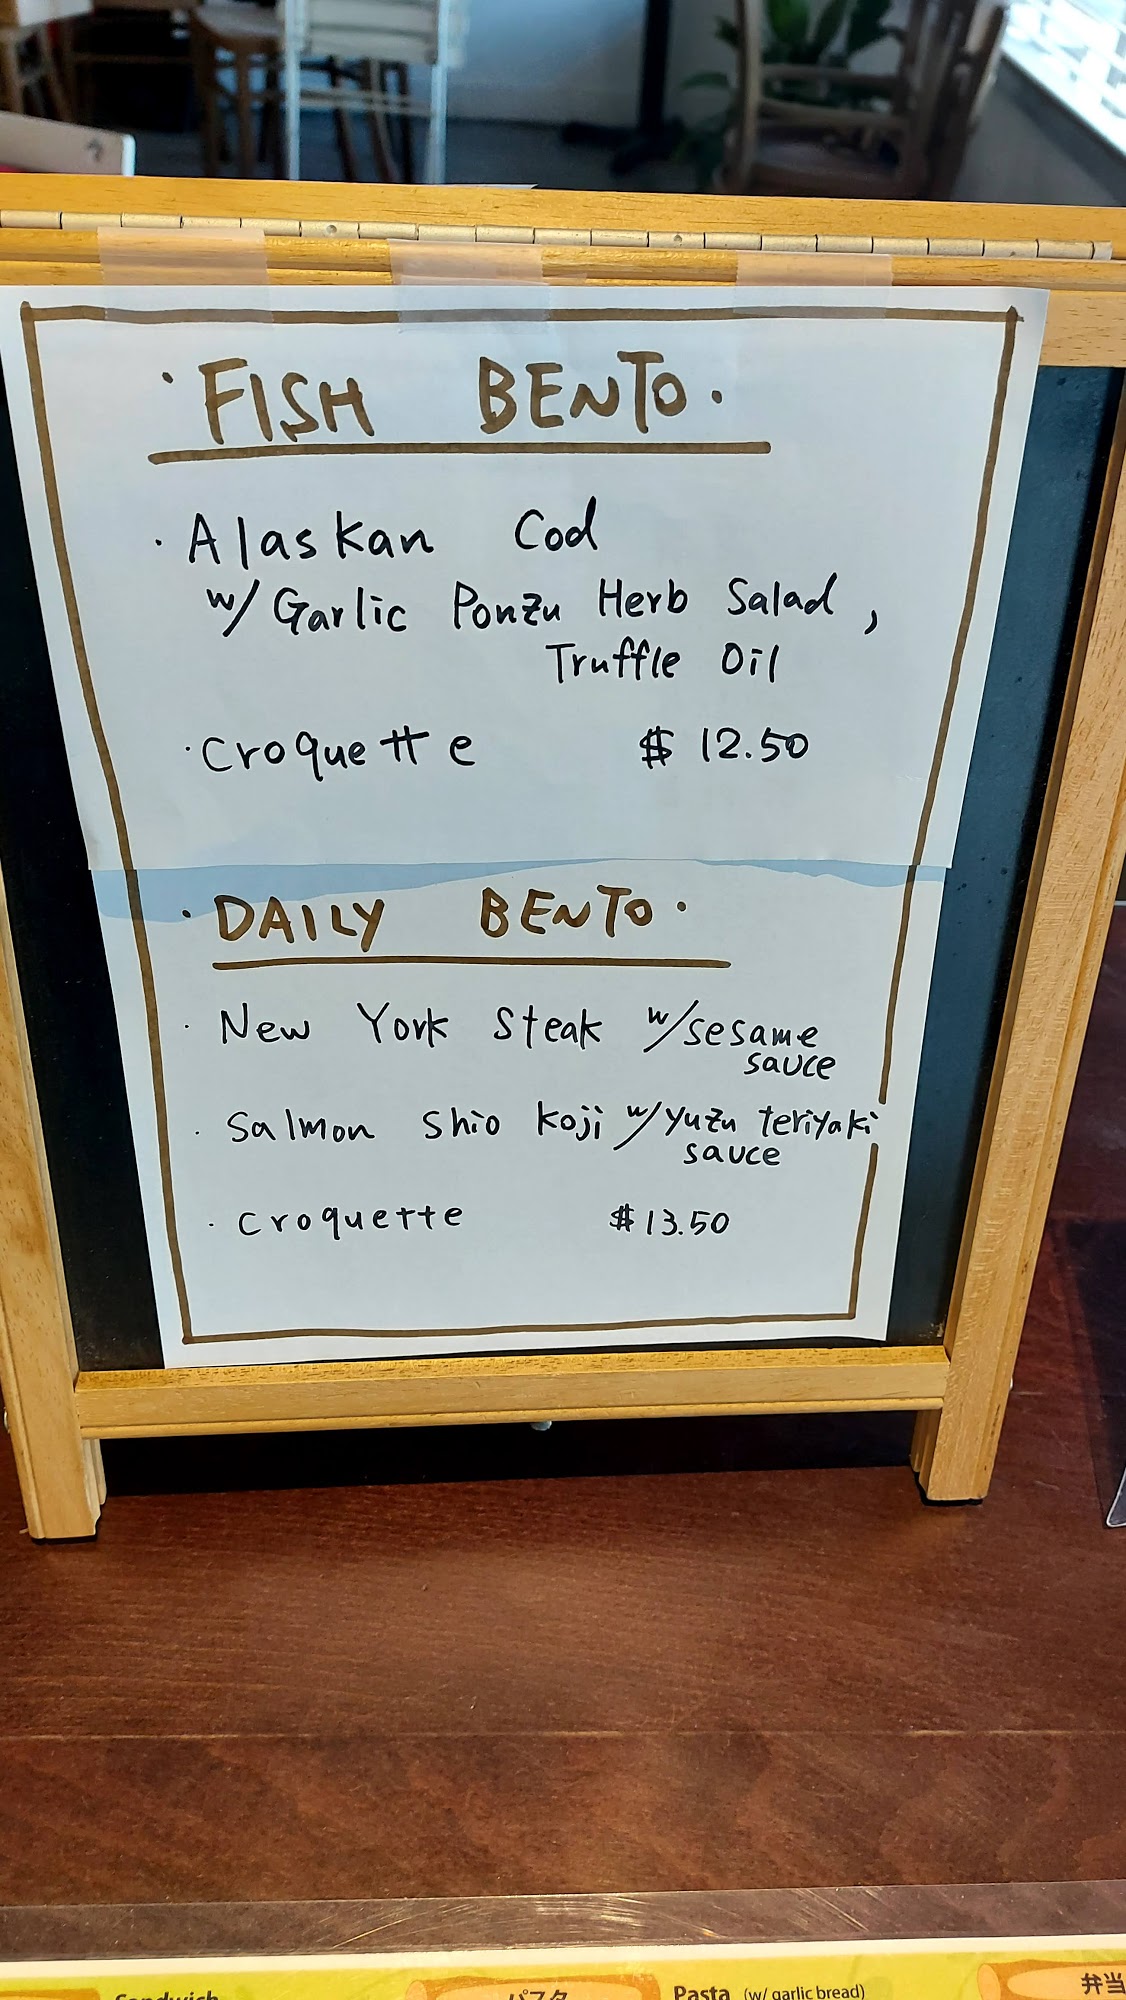 · FISH BENTO ·
· Alaskan Cod
w/ Garlic Ponzu Herb Salad,
Truffle Oil
· Croquette $ 12.50
· DAILY BENTO ·
· New York Steak w/sesame
sauce
· Salmon Shio Koji w/yuzu teriyaki
sauce
· Croquette $13.50
Sandwich パスタ Pasta (w/ garlic bread) 弁当